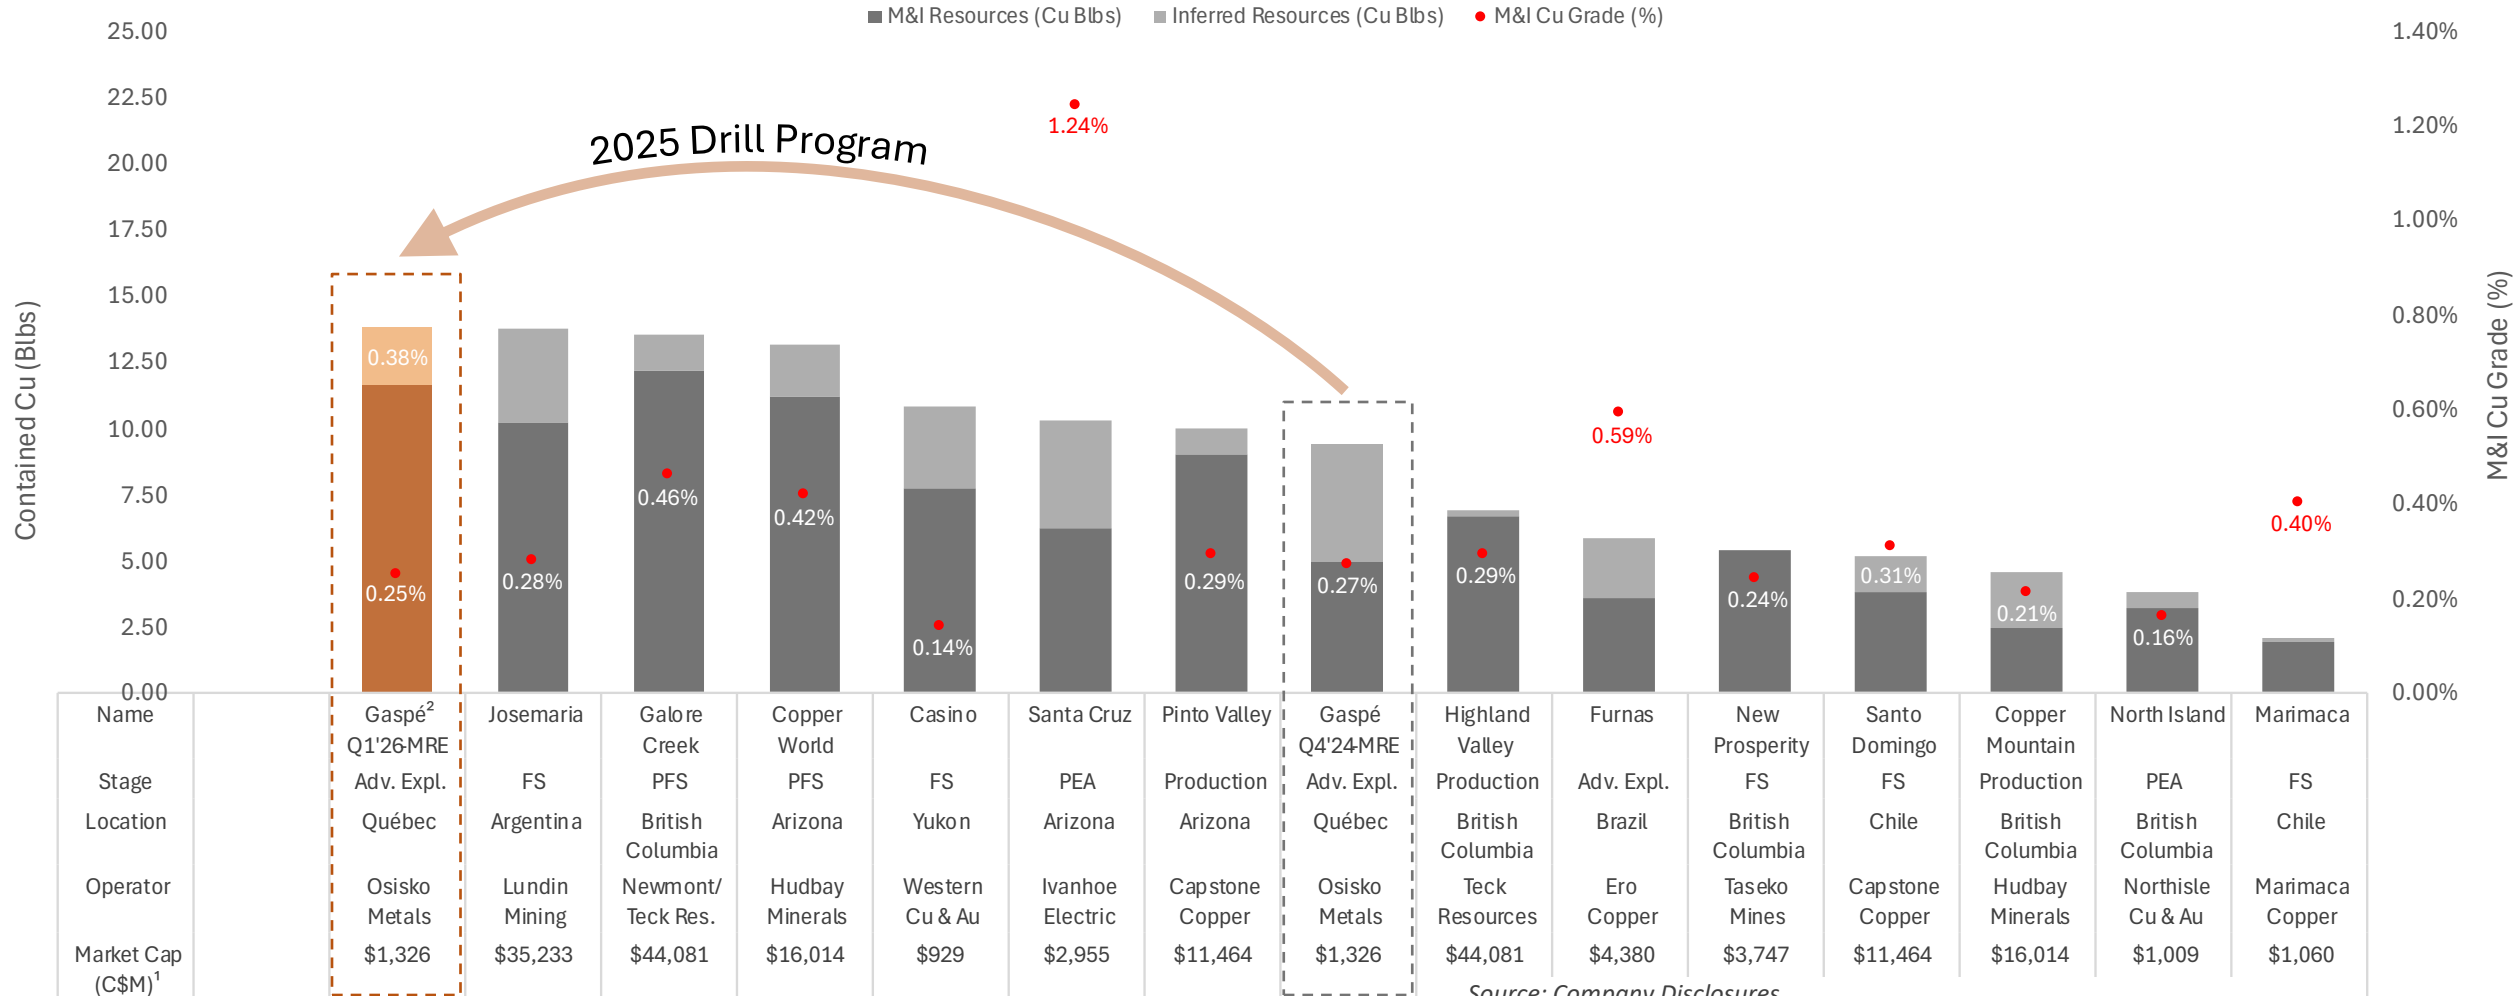 M&I Resources (Cu Blbs) Inferred Resources (Cu Blbs) M&I Cu Grade (%)
25.00
22.50
20.00
17.50
15.00
12.50
10.00
7.50
5.00
2.50
0.00
Contained Cu (Blbs)
1.40%
1.20%
1.00%
0.80%
0.60%
0.40%
0.20%
0.00%
M&I Cu Grade (%)
2025 Drill Program
1.24%
0.38%
0.25%
0.28%
0.46%
0.42%
0.14%
0.29%
0.27%
0.29%
0.59%
0.24%
0.31%
0.21%
0.16%
0.40%
Name Gaspé² Josemaria Galore Copper Casino Santa Cruz Pinto Valley Gaspé Highland Furnas New Santo Copper North Island Marimaca
Q1'26-MRE Creek World Q4'24-MRE Valley Prosperity Domingo Mountain
Stage Adv. Expl. FS PFS PFS FS PEA Production Adv. Expl. Production Adv. Expl. FS FS Production PEA FS
Location Québec Argentina British Arizona Yukon Arizona Arizona Québec British Brazil British Chile British British Chile
Columbia Columbia Columbia Columbia Columbia
Operator Osisko Lundin Newmont/ Hudbay Western Ivanhoe Capstone Osisko Teck Ero Taseko Capstone Hudbay Northisle Marimaca
Metals Mining Teck Res. Minerals Cu & Au Electric Copper Metals Resources Copper Mines Copper Minerals Cu & Au Copper
Market Cap $1,326 $35,233 $44,081 $16,014 $929 $2,955 $11,464 $1,326 $44,081 $4,380 $3,747 $11,464 $16,014 $1,009 $1,060
(C$M)¹
Source: Company Disclosures